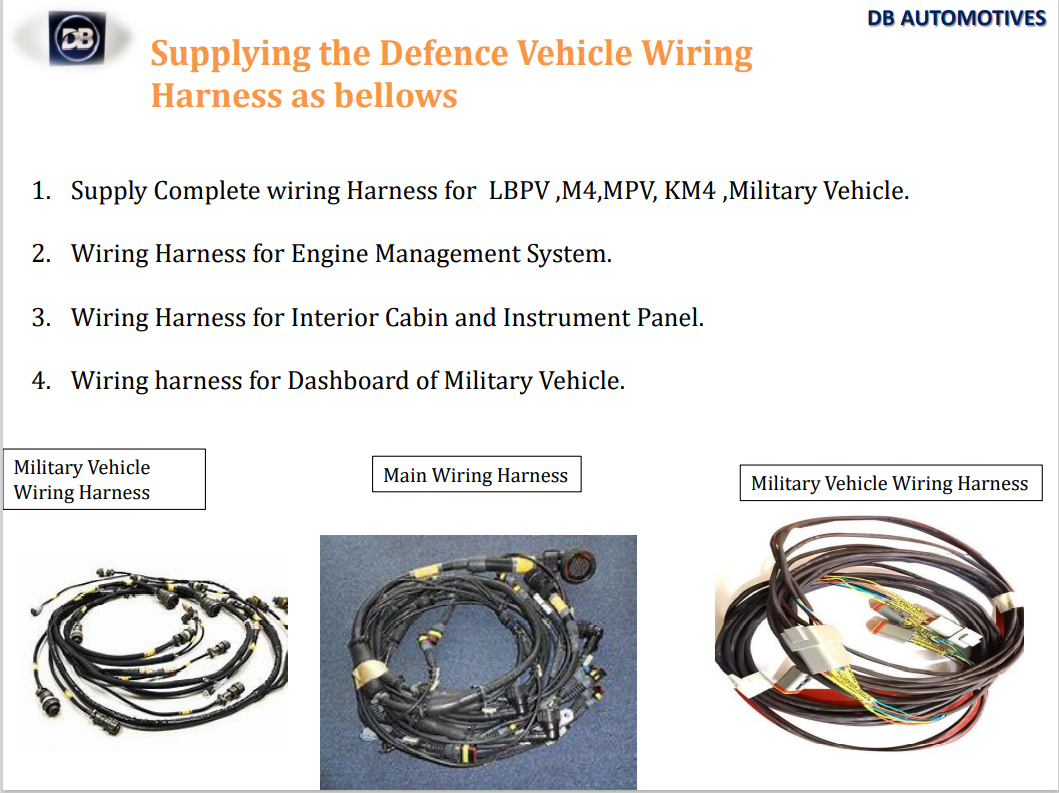 DB
DB AUTOMOTIVES
Supplying the Defence Vehicle Wiring
Harness as bellows
1. Supply Complete wiring Harness for LBPV ,M4,MPV, KM4 ,Military Vehicle.
2. Wiring Harness for Engine Management System.
3. Wiring Harness for Interior Cabin and Instrument Panel.
4. Wiring harness for Dashboard of Military Vehicle.
Military Vehicle
Wiring Harness
Main Wiring Harness
Military Vehicle Wiring Harness